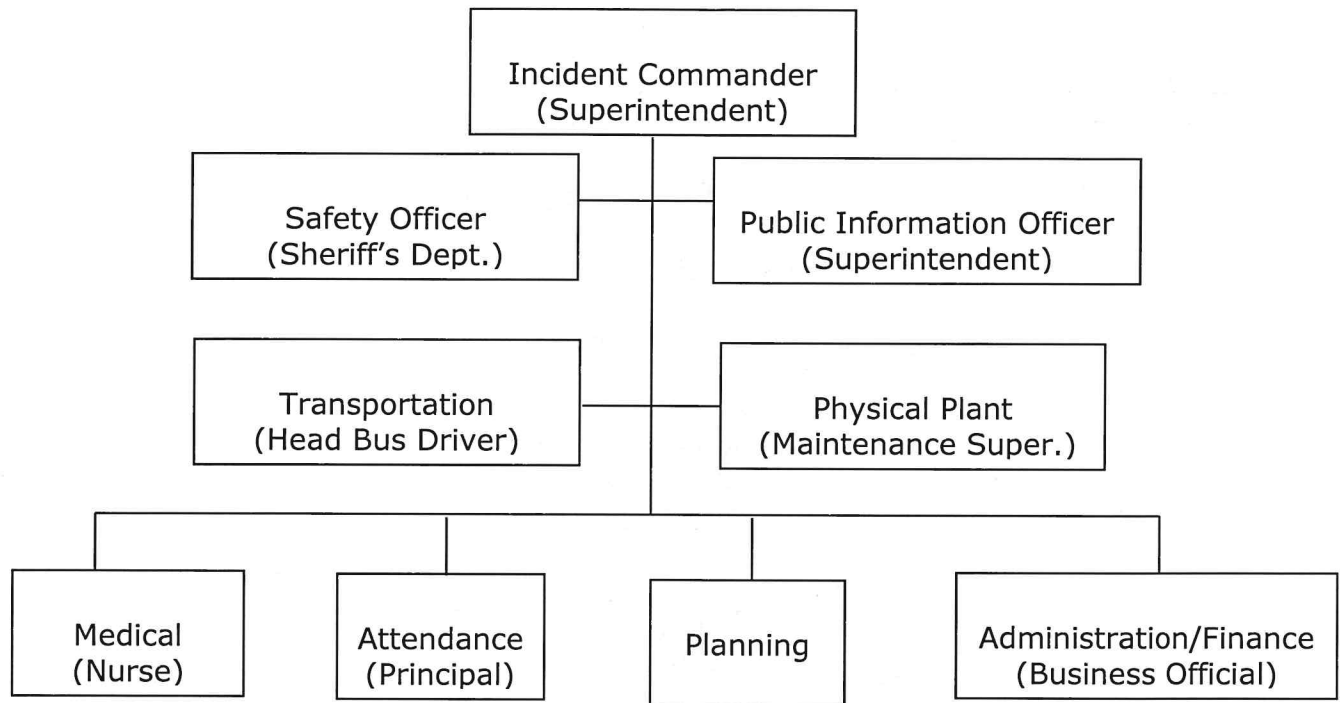 Incident Commander
(Superintendent)
Safety Officer
(Sheriff's Dept.)
Public Information Officer
(Superintendent)
Transportation
(Head Bus Driver)
Physical Plant
(Maintenance Super.)
Medical
(Nurse)
Attendance
(Principal)
Planning
Administration/Finance
(Business Official)